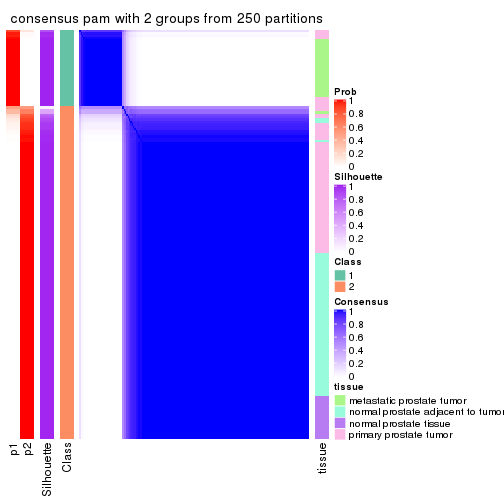 consensus pam with 2 groups from 250 partitions
Prob
1
0.8
0.6
0.4
0.2
0
Silhouette
1
0.8
0.6
0.4
0.2
0
Class
1
2
Consensus
1
0.8
0.6
0.4
0.2
0
tissue
metastatic prostate tumor
normal prostate adjacent to tumor
normal prostate tissue
primary prostate tumor
p1
p2
Silhouette
Class
tissue